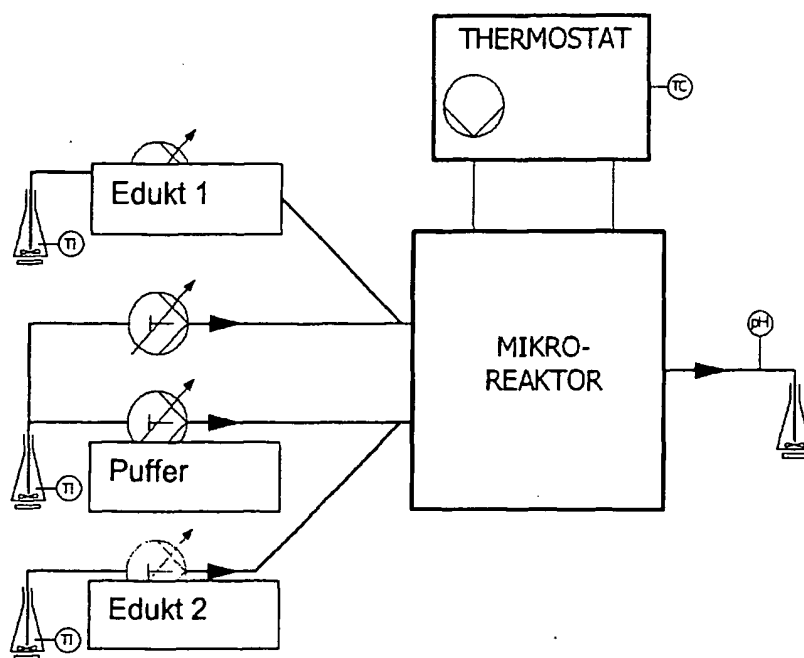 THERMOSTAT
TC
Edukt 1
TI
MIKRO-
REAKTOR
pH
Puffer
TI
Edukt 2
TI